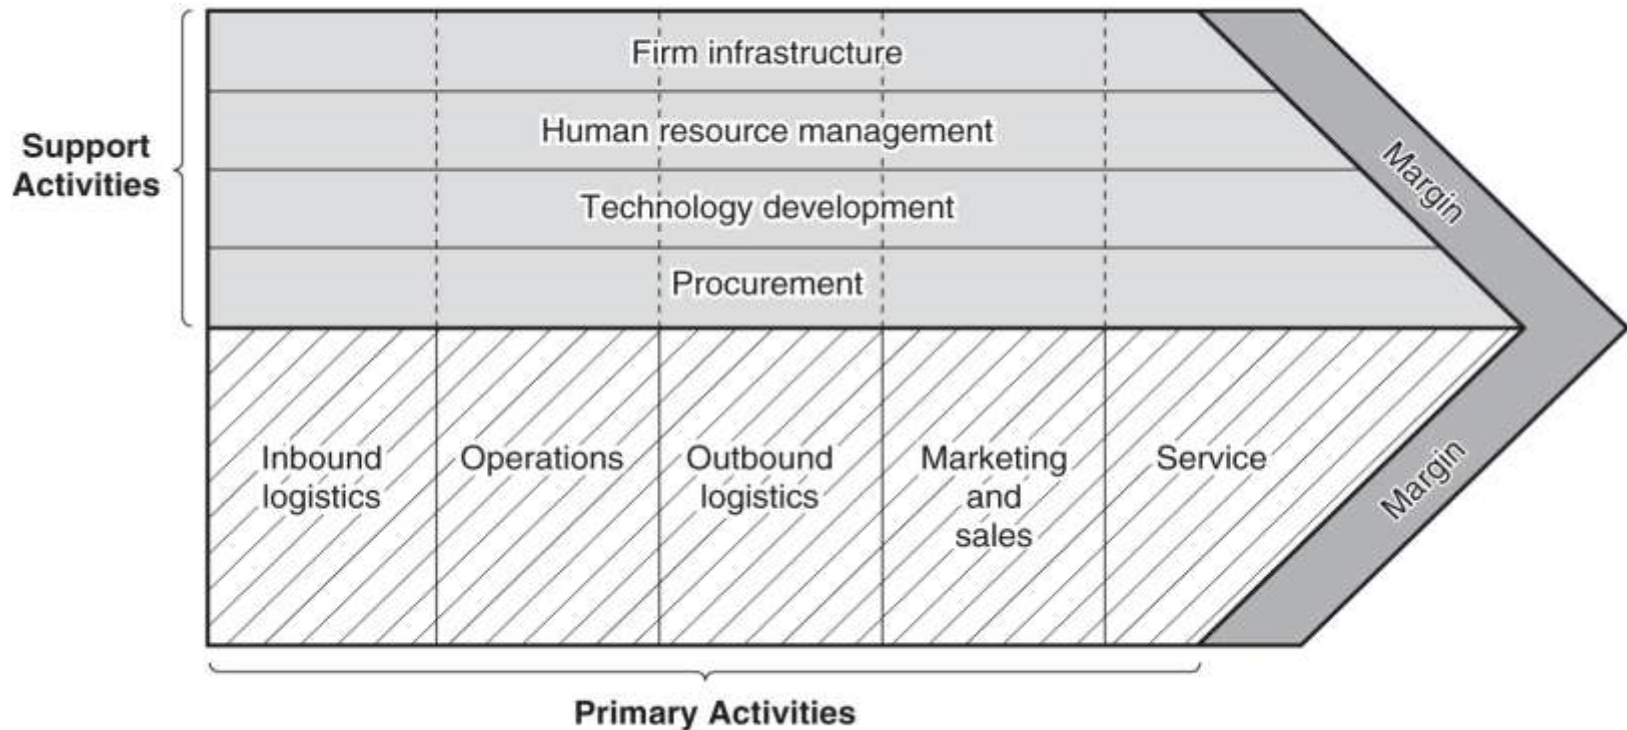 Support
Activities
Firm infrastructure
Human resource management
Technology development
Procurement
Margin
Inbound
logistics
Operations
Outbound
logistics
Marketing
and
sales
Service
Margin
Primary Activities